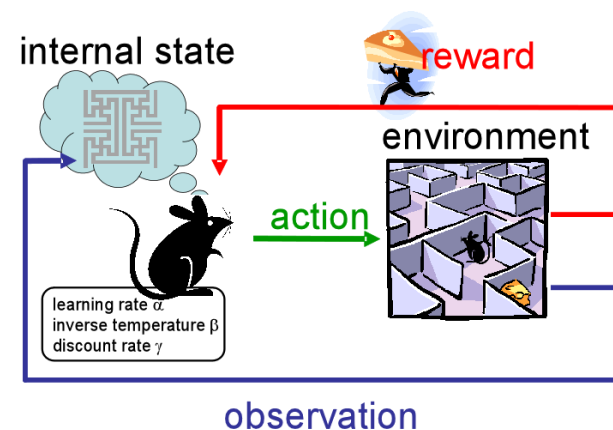 internal state
reward
environment
action
learning rate α
inverse temperature β
discount rate γ
observation